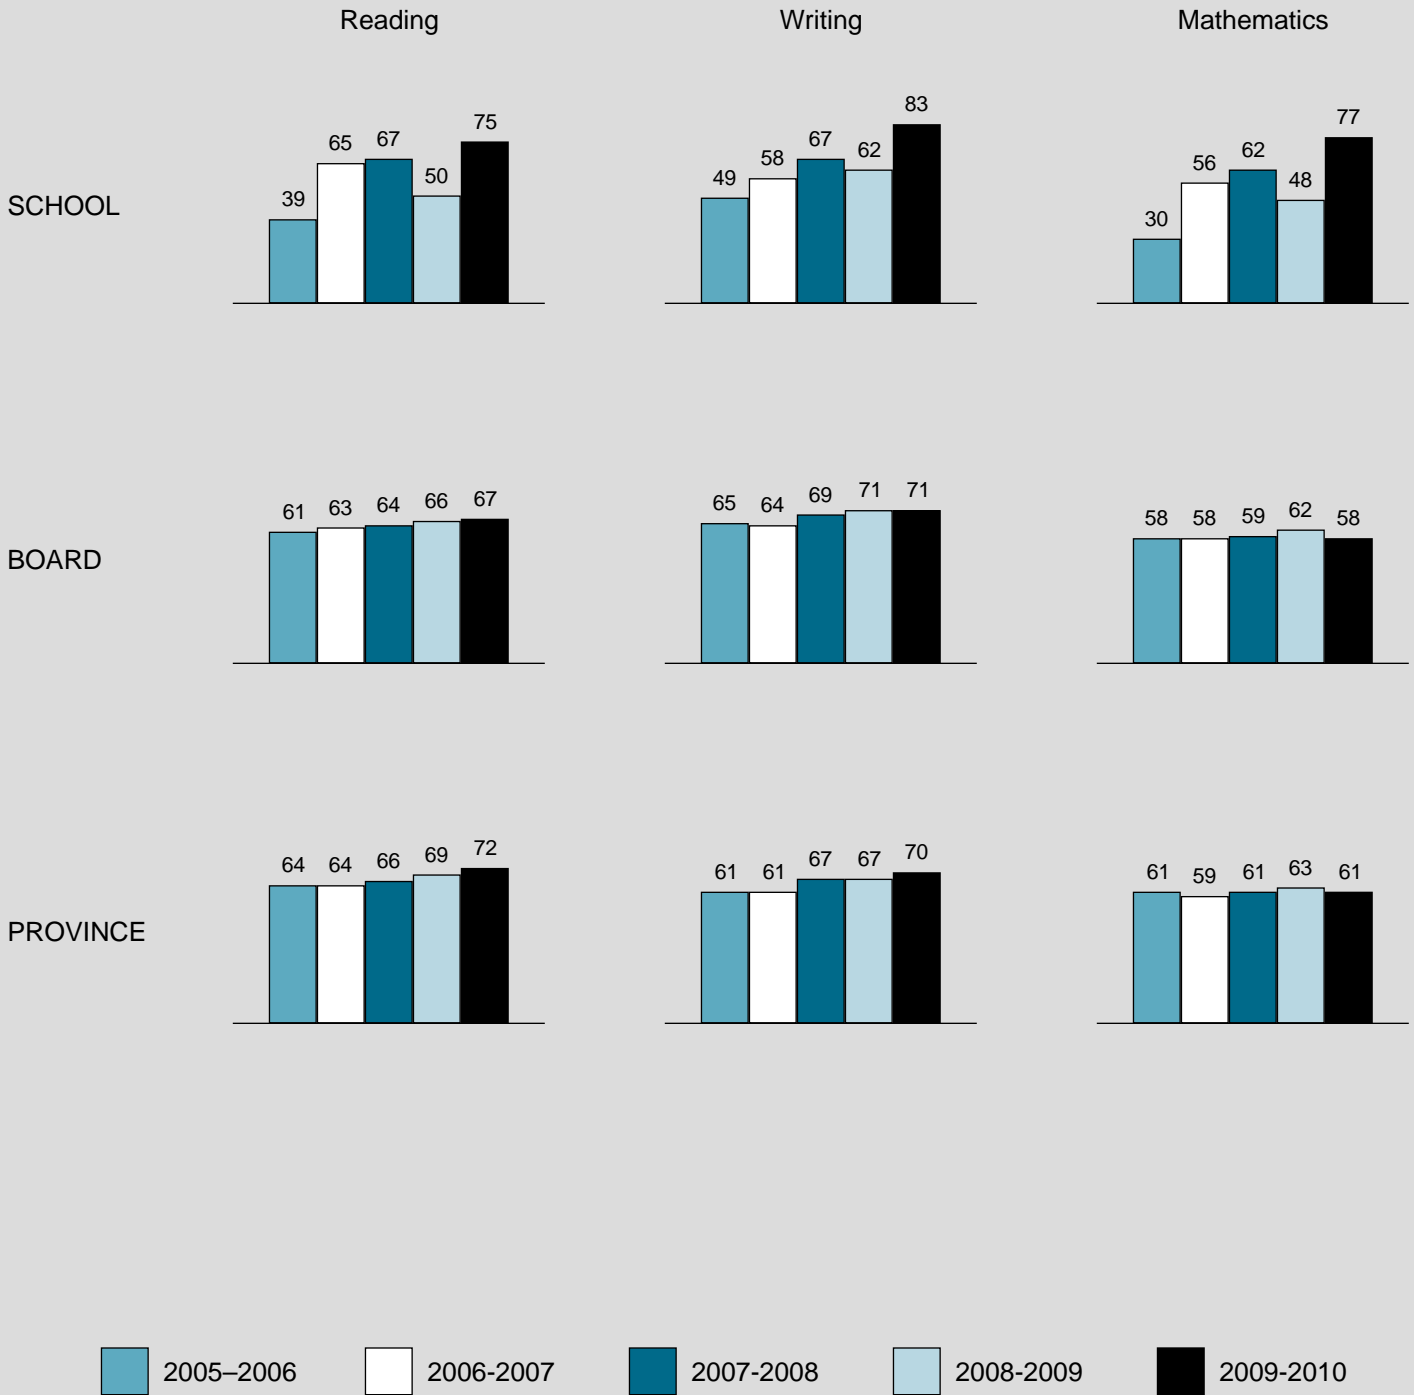 Reading Writing Mathematics
SCHOOL
39 65 67 50 75
49 58 67 62 83
30 56 62 48 77
BOARD
61 63 64 66 67
65 64 69 71 71
58 58 59 62 58
PROVINCE
64 64 66 69 72
61 61 67 67 70
61 59 61 63 61
2005–2006 2006-2007 2007-2008 2008-2009 2009-2010